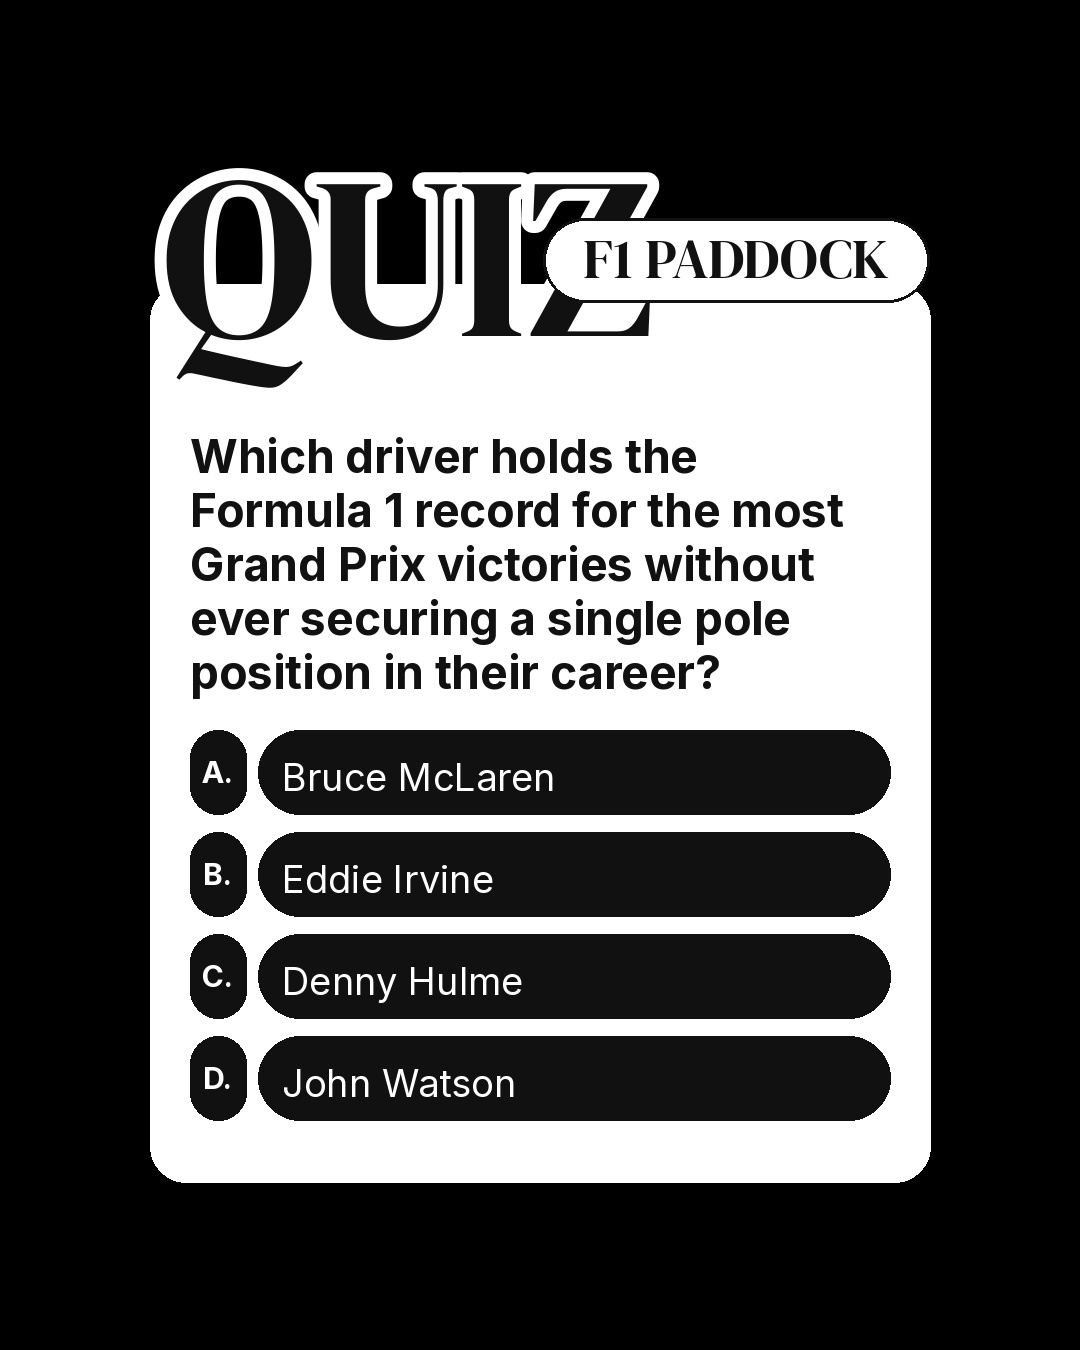 QUIZ
F1 PADDOCK
Which driver holds the
Formula 1 record for the most
Grand Prix victories without
ever securing a single pole
position in their career?
A. Bruce McLaren
B. Eddie Irvine
C. Denny Hulme
D. John Watson